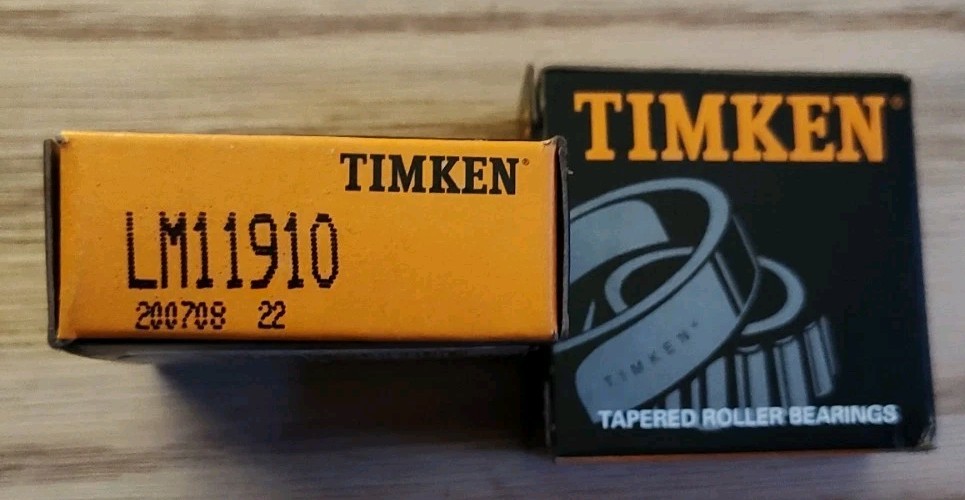 TIMKEN®
LM11910
200708 22
TIMKEN®
TIMKEN®
TAPERED ROLLER BEARINGS